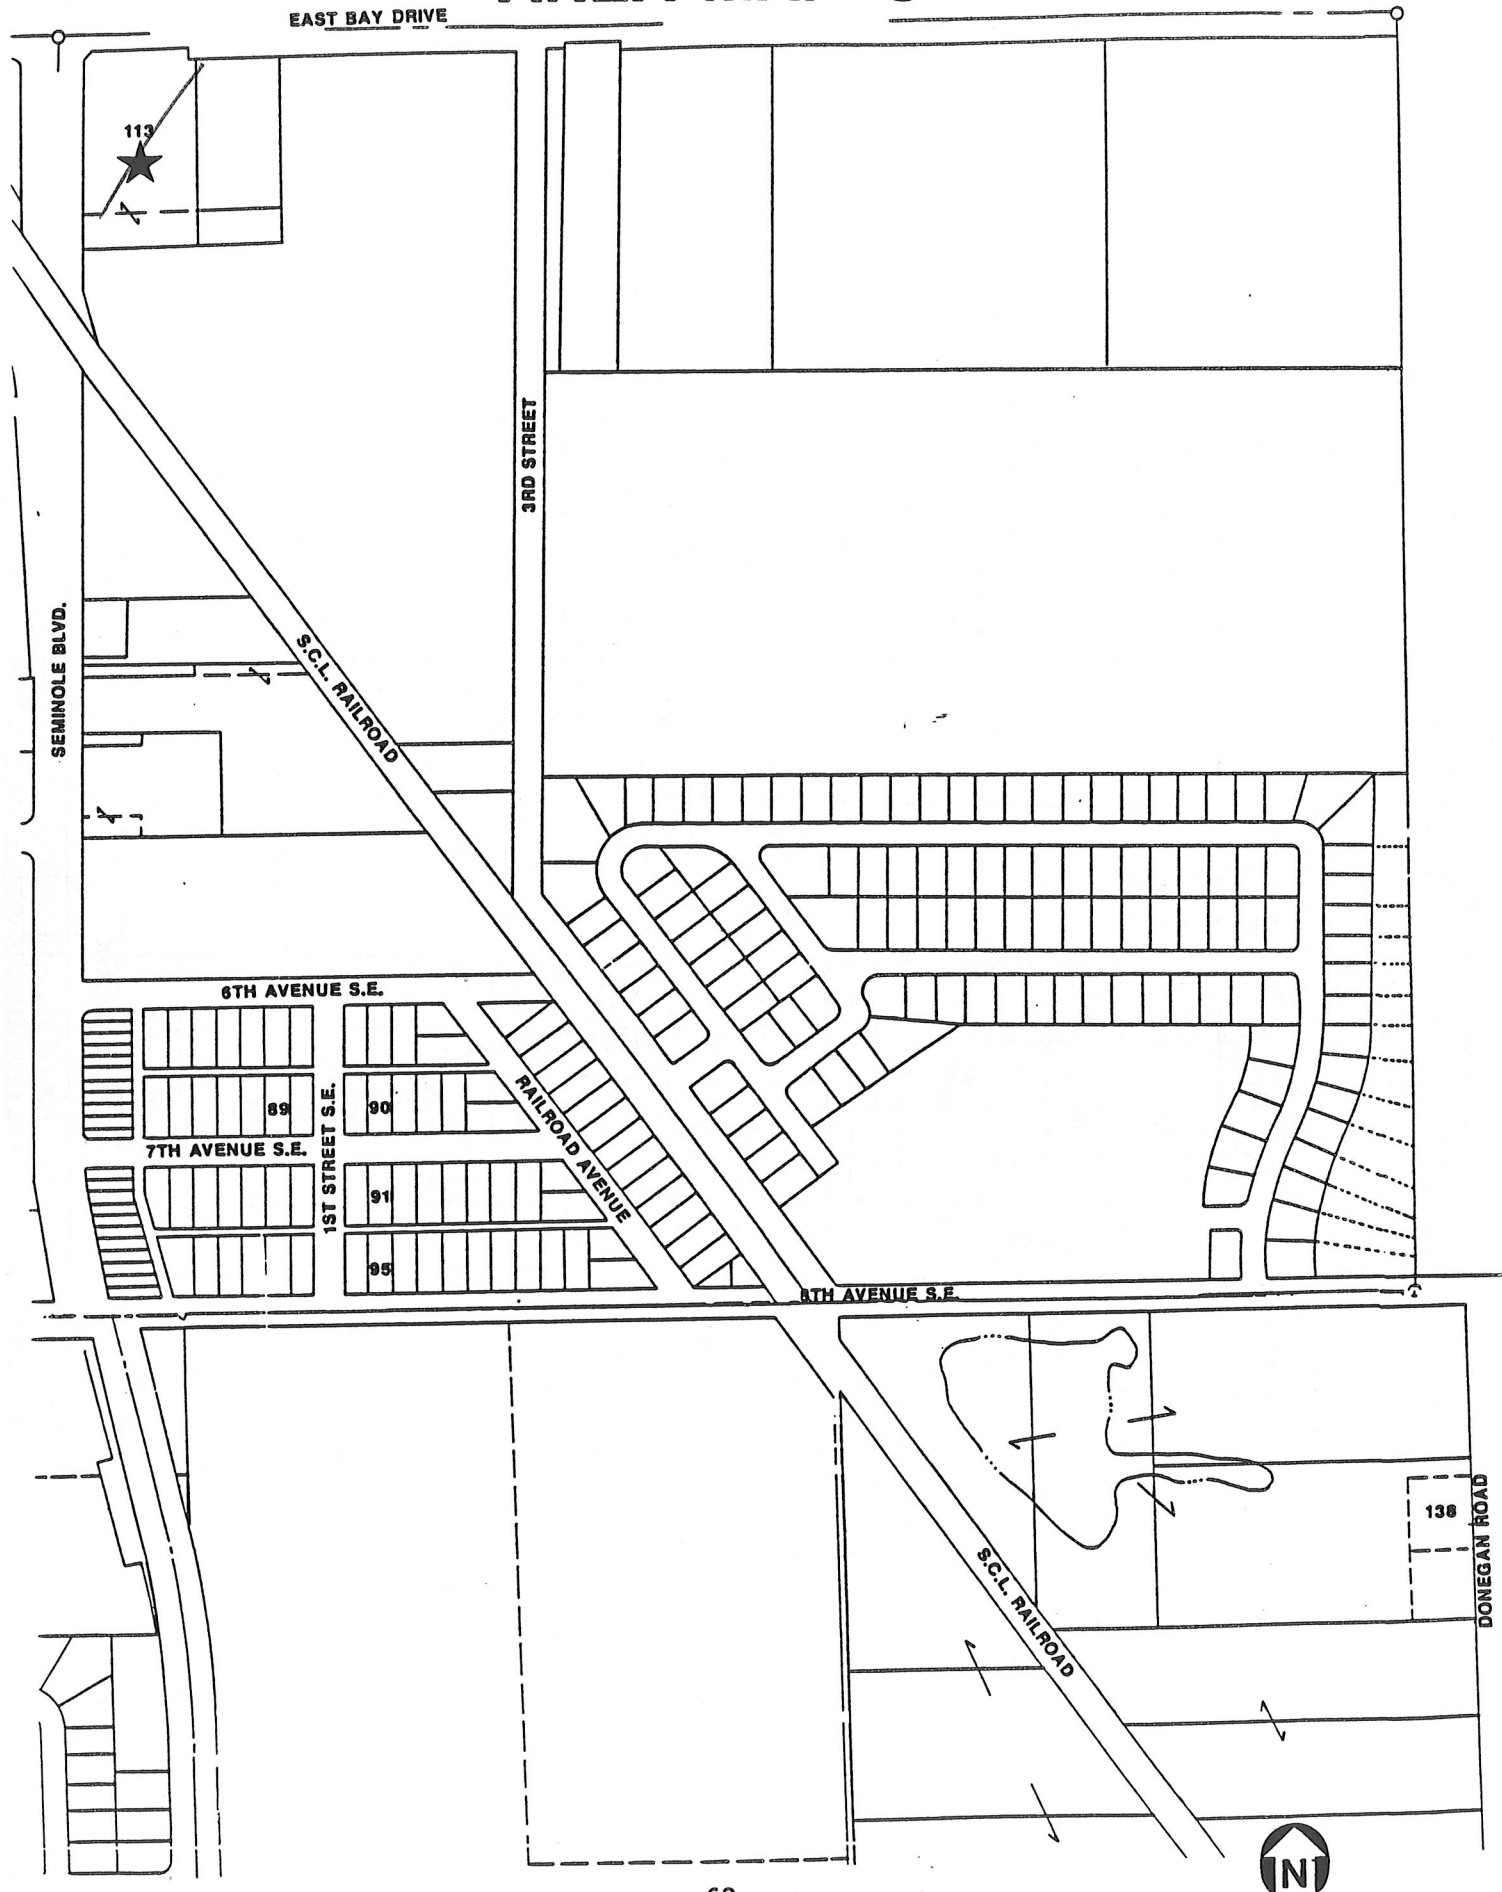 EAST BAY DRIVE
113
3RD STREET
SEMINOLE BLVD.
S.C.L. RAILROAD
6TH AVENUE S.E.
89
90
RAILROAD AVENUE
1ST STREET S.E.
7TH AVENUE S.E.
91
95
8TH AVENUE S.E.
138
DONEGAN ROAD
S.C.L. RAILROAD
N